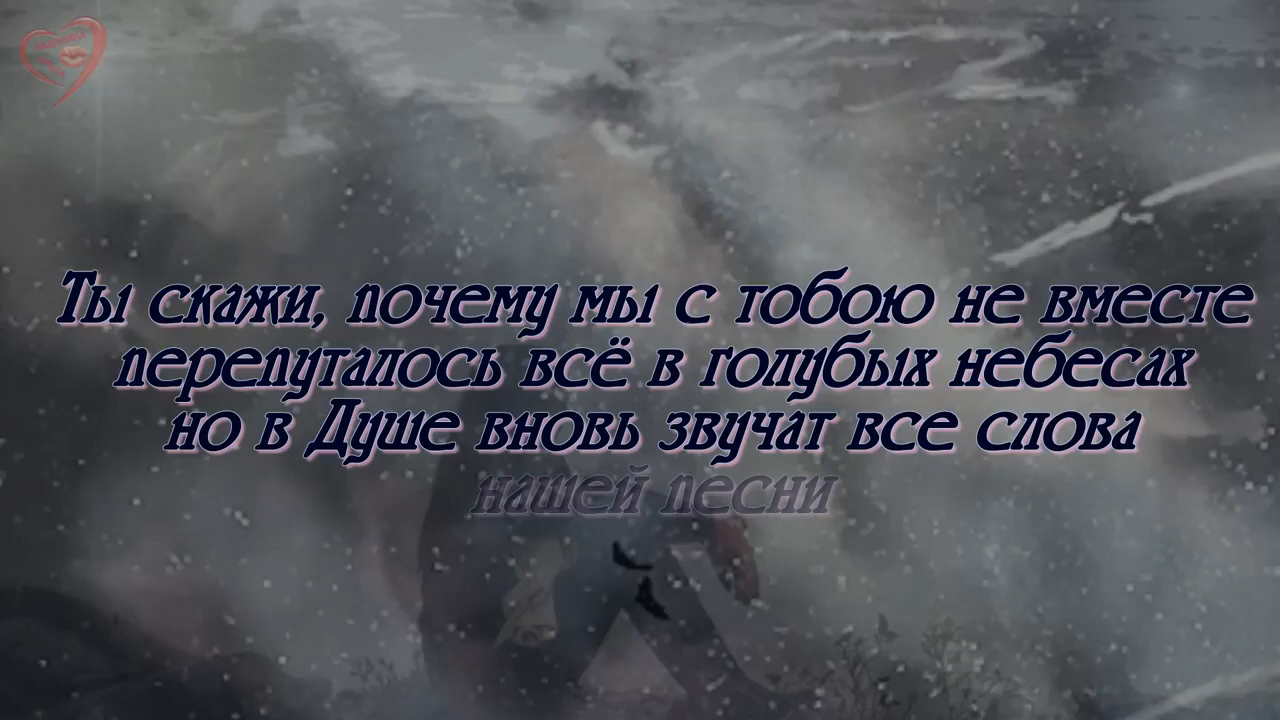 Ты скажи, почему мы с тобою не вместе
перепуталось всё в голубых небесах
но в Душе вновь звучат все слова
нашей песни